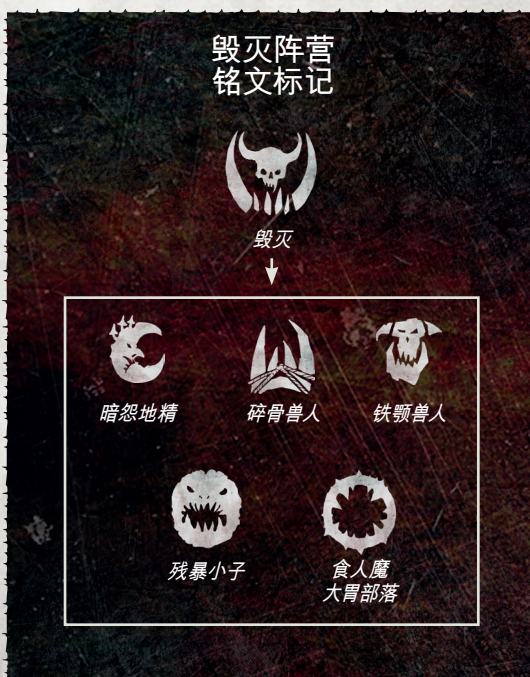 毁灭阵营
铭文标记
毁灭
暗怨地精
碎骨兽人
铁颚兽人
残暴小子
食人魔
大胃部落